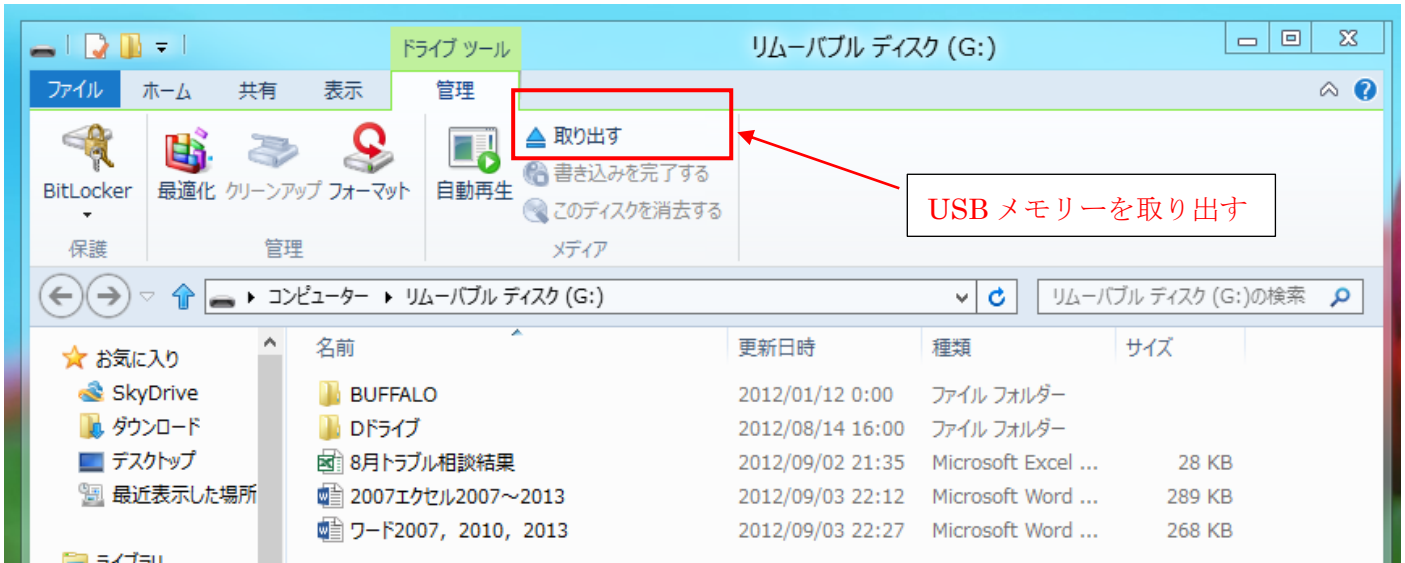 ドライブ ツール
リムーバブル ディスク (G:)
ファイル ホーム 共有 表示 管理
取り出す
書き込みを完了する
このディスクを消去する
BitLocker 最適化 クリーンアップ フォーマット 自動再生
USB メモリーを取り出す
保護 管理 メディア
コンピューター リムーバブル ディスク (G:) リムーバブル ディスク (G:)の検索
お気に入り
SkyDrive
ダウンロード
デスクトップ
最近表示した場所
ライブラリ
名前 更新日時 種類 サイズ
BUFFALO 2012/01/12 0:00 ファイル フォルダー
Dドライブ 2012/08/14 16:00 ファイル フォルダー
8月トラブル相談結果 2012/09/02 21:35 Microsoft Excel ... 28 KB
2007エクセル2007～2013 2012/09/03 22:12 Microsoft Word ... 289 KB
ワード2007，2010，2013 2012/09/03 22:27 Microsoft Word ... 268 KB